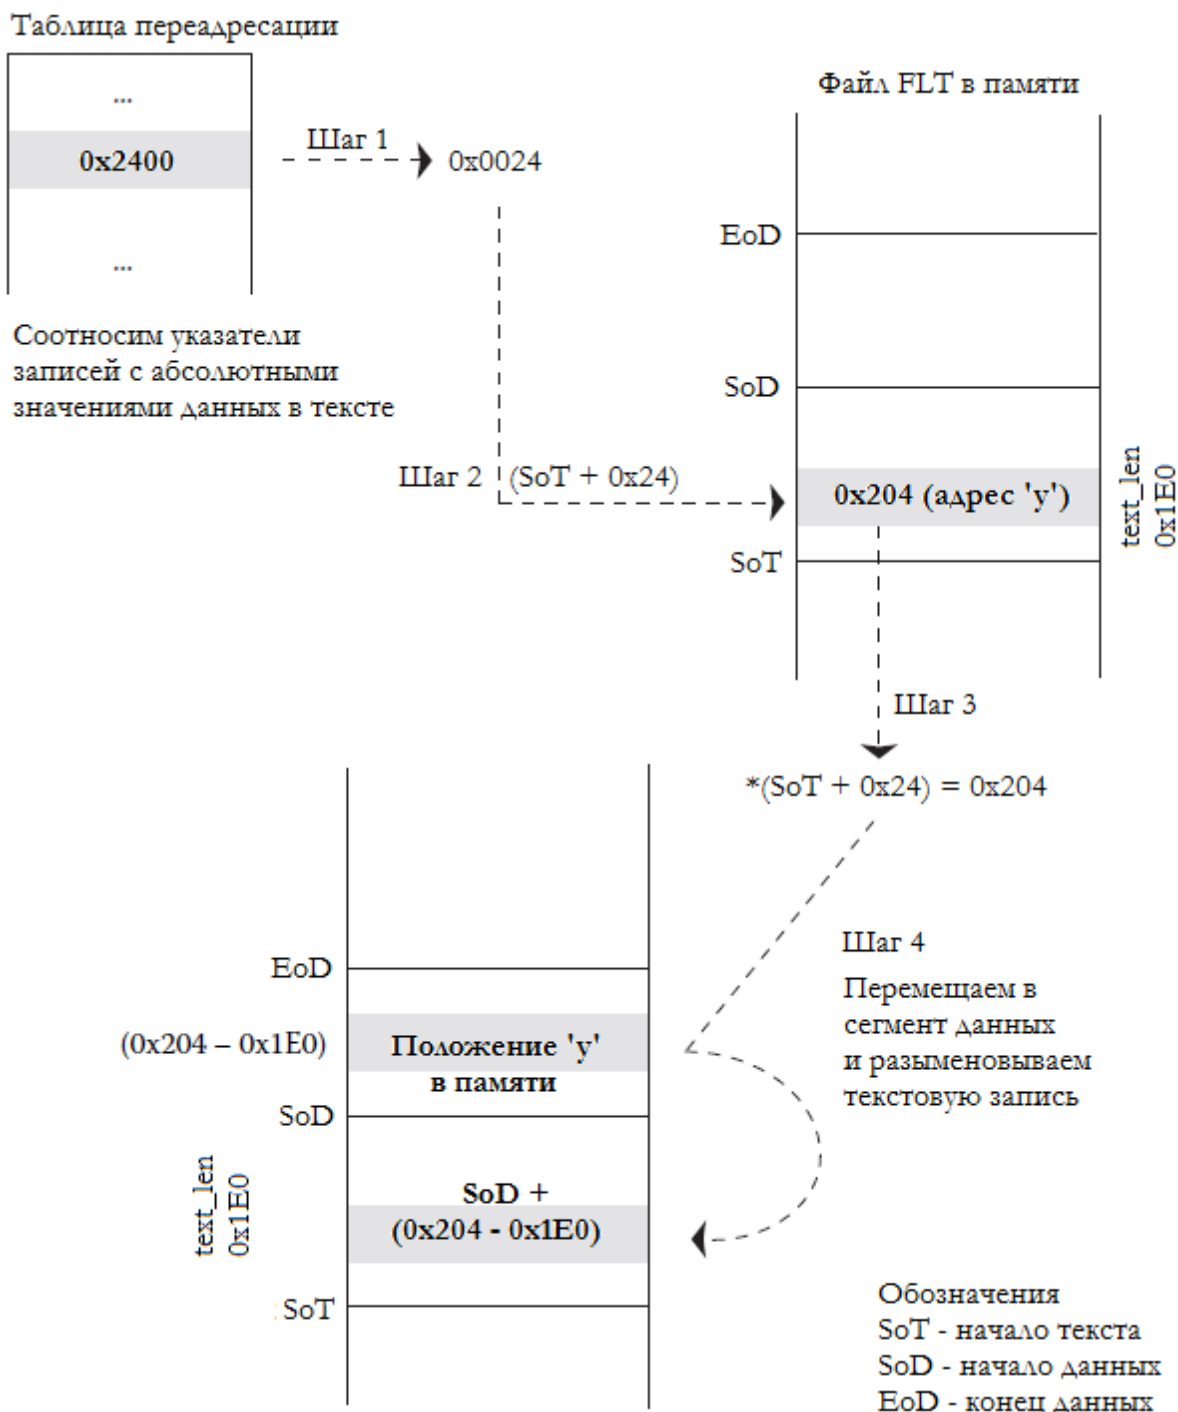 Таблица переадресации
...
0x2400
...
Шаг 1
0x0024
Соотносим указатели
записей с абсолютными
значениями данных в тексте
Файл FLT в памяти
EoD
SoD
Шаг 2
(SoT + 0x24)
0x204 (адрес 'y')
text_len
0x1E0
SoT
Шаг 3
*(SoT + 0x24) = 0x204
Шаг 4
Перемещаем в
сегмент данных
и разыменовываем
текстовую запись
EoD
(0x204 – 0x1E0)
Положение 'y'
в памяти
SoD
text_len
0x1E0
SoD +
(0x204 - 0x1E0)
SoT
Обозначения
SoT - начало текста
SoD - начало данных
EoD - конец данных